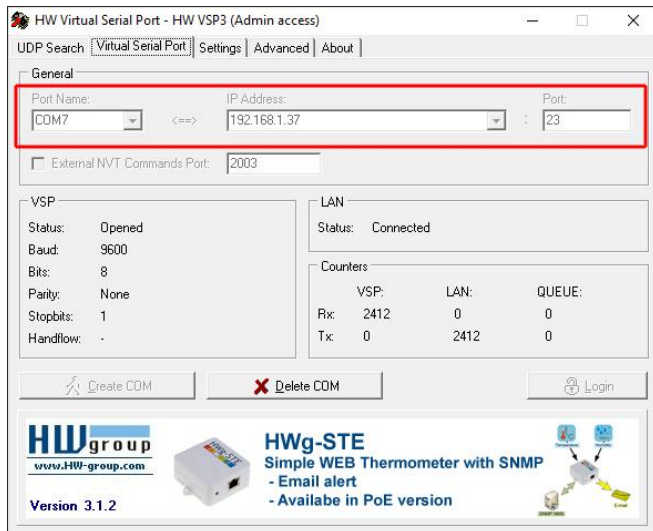 HW Virtual Serial Port - HW VSP3 (Admin access)
UDP Search Virtual Serial Port Settings Advanced About
General
Port Name: IP Address: Port:
COM7 <==> 192.168.1.37 : 23
External NVT Commands Port: 2003
VSP
Status: Opened
Baud: 9600
Bits: 8
Parity: None
Stopbits: 1
Handflow: -
LAN
Status: Connected
Counters
VSP: LAN: QUEUE:
Rx: 2412 0 0
Tx: 0 2412 0
Create COM Delete COM Login
HW group
www.HW-group.com
Version 3.1.2
HWg-STE
Simple WEB Thermometer with SNMP
- Email alert
- Availabe in PoE version